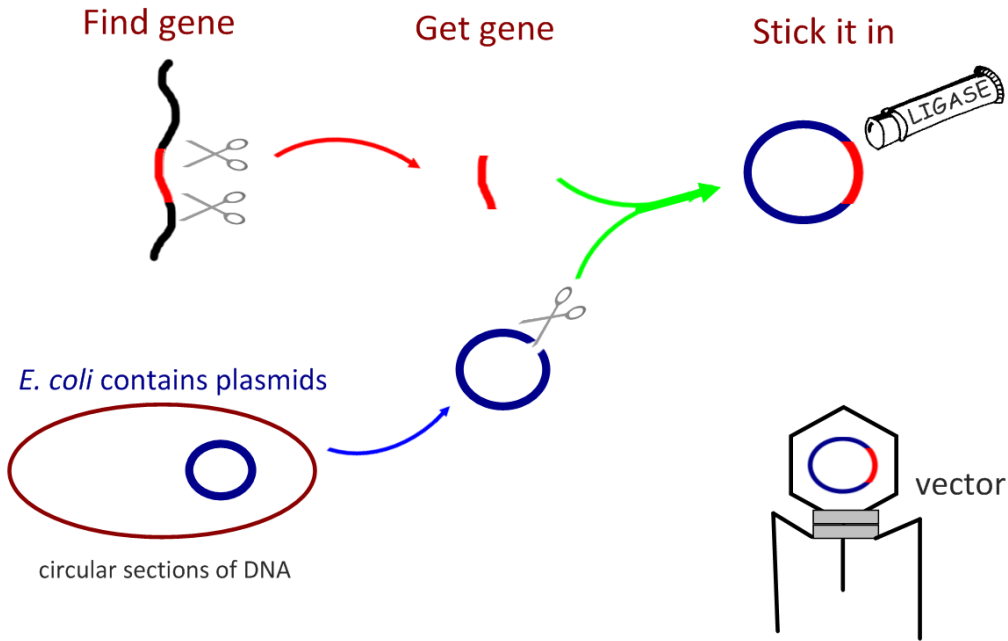 Find gene
Get gene
Stick it in
LIGASE
E. coli contains plasmids
circular sections of DNA
vector